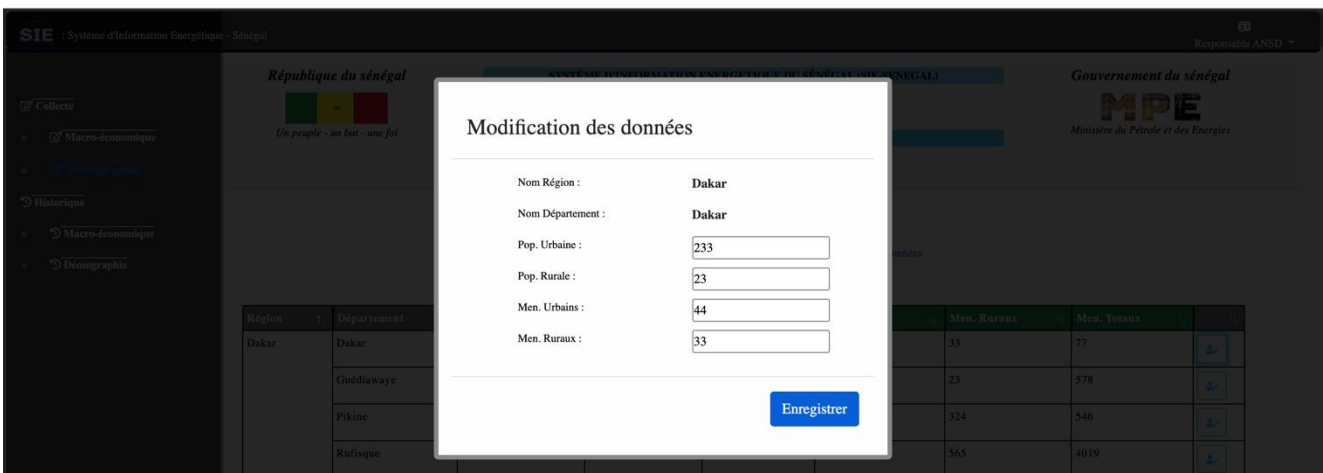 SIE : Système d'Information Energétique - Sénégal
Responsable ANSD
République du sénégal
SYSTÈME D'INFORMATION ENERGETIQUE DU SÉNÉGAL (SIE-SENEGAL)
Gouvernement du sénégal
MPE
Un peuple - un but - une foi
Ministère du Pétrole et des Energies
Collecte
Macro-économique
Démographie
Historique
Macro-économique
Démographie
Modification des données
Nom Région : Dakar
Nom Département : Dakar
Pop. Urbaine : 233
Pop. Rurale : 23
Men. Urbains : 44
Men. Ruraux : 33
Enregistrer
Région Département Men. Ruraux Men. Totaux
Dakar Dakar 33 77
Guédiawaye 23 578
Pikine 324 546
Rufisque 565 4019